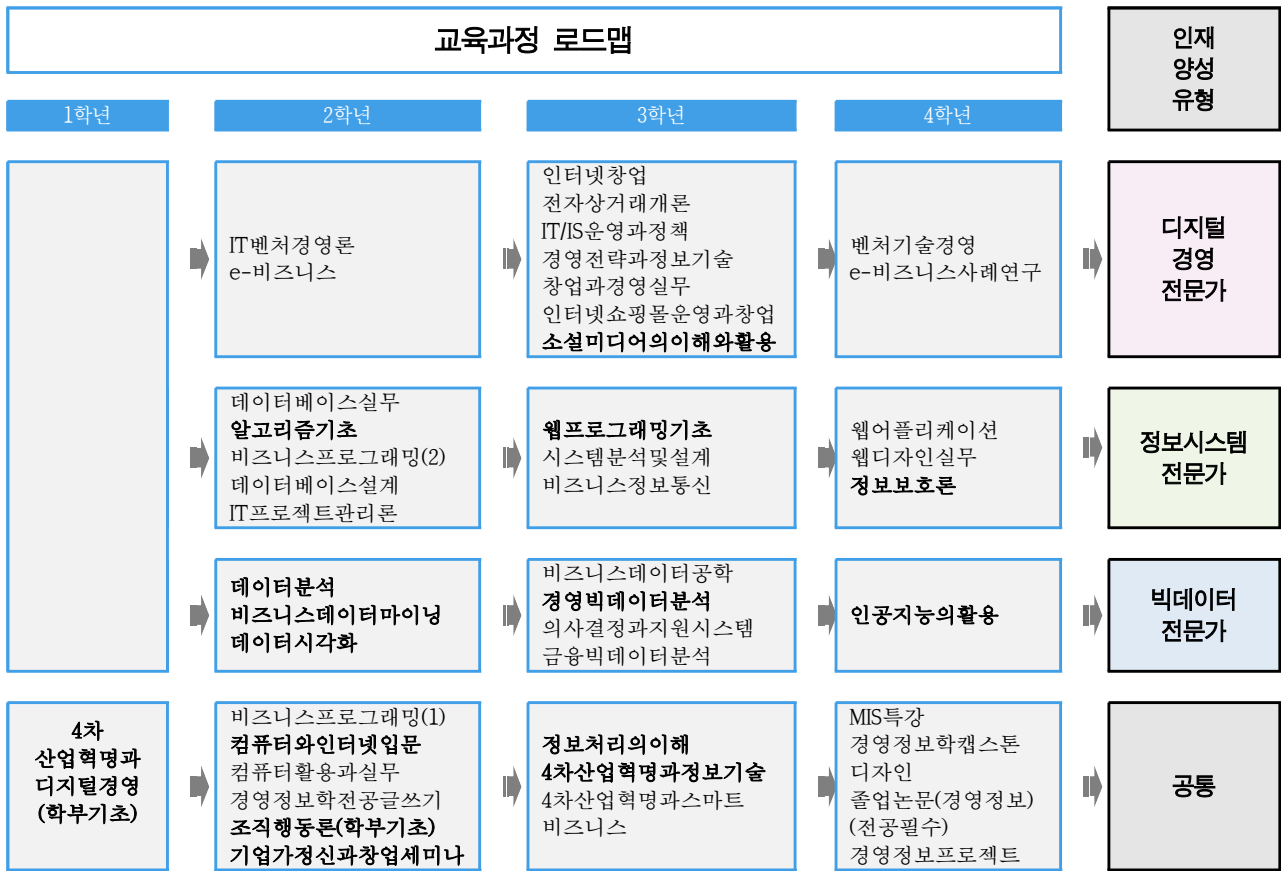 교육과정 로드맵
인재
양성
유형
1학년
2학년
3학년
4학년
IT벤처경영론
e-비즈니스
인터넷창업
전자상거래개론
IT/IS운영과정책
경영전략과정보기술
창업과경영실무
인터넷쇼핑몰운영과창업
소설미디어의이해와활용
벤처기술경영
e-비즈니스사례연구
디지털
경영
전문가
데이터베이스실무
알고리즘기초
비즈니스프로그래밍(2)
데이터베이스설계
IT프로젝트관리론
웹프로그래밍기초
시스템분석및설계
비즈니스정보통신
웹어플리케이션
웹디자인실무
정보보호론
정보시스템
전문가
데이터분석
비즈니스데이터마이닝
데이터시각화
비즈니스데이터공학
경영빅데이터분석
의사결정과지원시스템
금융빅데이터분석
인공지능의활용
빅데이터
전문가
4차
산업혁명과
디지털경영
(학부기초)
비즈니스프로그래밍(1)
컴퓨터와인터넷입문
컴퓨터활용과실무
경영정보학전공글쓰기
조직행동론(학부기초)
기업가정신과창업세미나
정보처리의이해
4차산업혁명과정보기술
4차산업혁명과스마트
비즈니스
MIS특강
경영정보학캡스톤
디자인
졸업논문(경영정보)
(전공필수)
경영정보프로젝트
공통